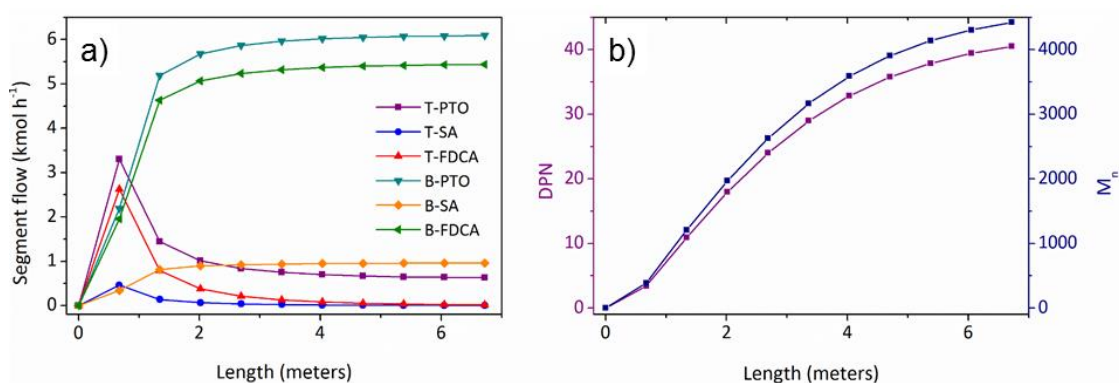 a)
6
5
4
3
2
1
0
Segment flow (kmol h⁻¹)
T-PTO
T-SA
T-FDCA
B-PTO
B-SA
B-FDCA
0 2 4 6
Length (meters)
b)
40
30
20
10
0
DPN
4000
3000
2000
1000
0
Mₙ
0 2 4 6
Length (meters)